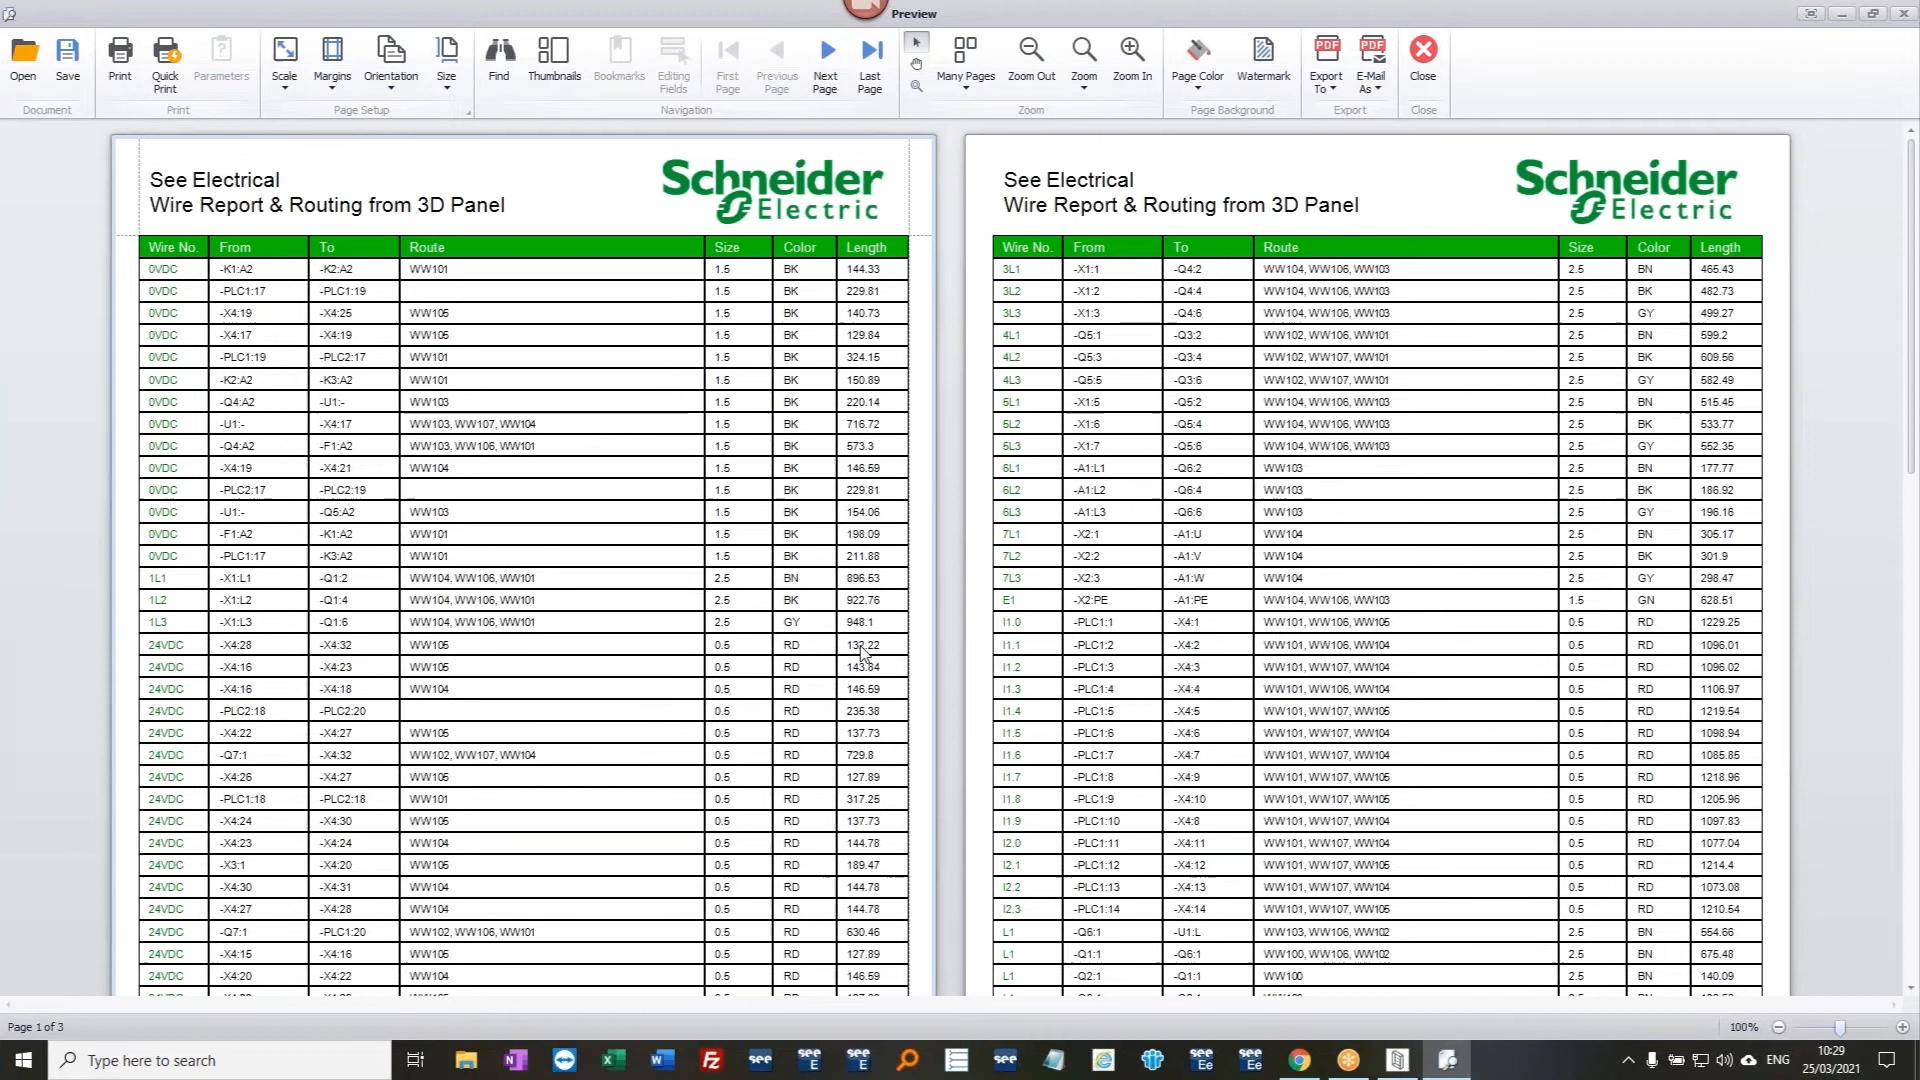 Preview
Open
Save
Print
Quick Print
Parameters
Scale
Margins
Orientation
Size
Find
Thumbnails
Bookmarks
Editing Fields
First Page
Previous Page
Next Page
Last Page
Many Pages
Zoom Out
Zoom
Zoom In
Page Color
Watermark
PDF Export To
PDF E-Mail As
Close
Document
Print
Page Setup
Navigation
Zoom
Page Background
Export
Close
See Electrical
Wire Report & Routing from 3D Panel
Schneider
Electric
Wire No. From To Route Size Color Length
0VDC -K1:A2 -K2:A2 WW101 1.5 BK 144.33
0VDC -PLC1:17 -PLC1:19 1.5 BK 229.81
0VDC -X4:19 -X4:25 WW105 1.5 BK 140.73
0VDC -X4:17 -X4:19 WW105 1.5 BK 129.84
0VDC -PLC1:19 -PLC2:17 WW101 1.5 BK 324.15
0VDC -K2:A2 -K3:A2 WW101 1.5 BK 150.89
0VDC -Q4:A2 -U1:- WW103 1.5 BK 220.14
0VDC -U1:- -X4:17 WW103, WW107, WW104 1.5 BK 716.72
0VDC -Q4:A2 -F1:A2 WW103, WW106, WW101 1.5 BK 573.3
0VDC -X4:19 -X4:21 WW104 1.5 BK 146.59
0VDC -PLC2:17 -PLC2:19 1.5 BK 229.81
0VDC -U1:- -Q5:A2 WW103 1.5 BK 154.06
0VDC -F1:A2 -K1:A2 WW101 1.5 BK 198.09
0VDC -PLC1:17 -K3:A2 WW101 1.5 BK 211.88
1L1 -X1:L1 -Q1:2 WW104, WW106, WW101 2.5 BN 896.53
1L2 -X1:L2 -Q1:4 WW104, WW106, WW101 2.5 BK 922.76
1L3 -X1:L3 -Q1:6 WW104, WW106, WW101 2.5 GY 948.1
24VDC -X4:28 -X4:32 WW105 0.5 RD 132.22
24VDC -X4:16 -X4:23 WW105 0.5 RD 143.84
24VDC -X4:16 -X4:18 WW104 0.5 RD 146.59
24VDC -PLC2:18 -PLC2:20 0.5 RD 235.38
24VDC -X4:22 -X4:27 WW105 0.5 RD 137.73
24VDC -Q7:1 -X4:32 WW102, WW107, WW104 0.5 RD 729.8
24VDC -X4:26 -X4:27 WW105 0.5 RD 127.89
24VDC -PLC1:18 -PLC2:18 WW101 0.5 RD 317.25
24VDC -X4:24 -X4:30 WW105 0.5 RD 137.73
24VDC -X4:23 -X4:24 WW104 0.5 RD 144.78
24VDC -X3:1 -X4:20 WW105 0.5 RD 189.47
24VDC -X4:30 -X4:31 WW104 0.5 RD 144.78
24VDC -X4:27 -X4:28 WW104 0.5 RD 144.78
24VDC -Q7:1 -PLC1:20 WW102, WW106, WW101 0.5 RD 630.46
24VDC -X4:15 -X4:16 WW105 0.5 RD 127.89
24VDC -X4:20 -X4:22 WW104 0.5 RD 146.59
See Electrical
Wire Report & Routing from 3D Panel
Schneider
Electric
Wire No. From To Route Size Color Length
3L1 -X1:1 -Q4:2 WW104, WW106, WW103 2.5 BN 465.43
3L2 -X1:2 -Q4:4 WW104, WW106, WW103 2.5 BK 482.73
3L3 -X1:3 -Q4:6 WW104, WW106, WW103 2.5 GY 499.27
4L1 -Q5:1 -Q3:2 WW102, WW106, WW101 2.5 BN 599.2
4L2 -Q5:3 -Q3:4 WW102, WW107, WW101 2.5 BK 609.56
4L3 -Q5:5 -Q3:6 WW102, WW107, WW101 2.5 GY 582.49
5L1 -X1:5 -Q5:2 WW104, WW106, WW103 2.5 BN 515.45
5L2 -X1:6 -Q5:4 WW104, WW106, WW103 2.5 BK 533.77
5L3 -X1:7 -Q5:6 WW104, WW106, WW103 2.5 GY 552.35
6L1 -A1:L1 -Q6:2 WW103 2.5 BN 177.77
6L2 -A1:L2 -Q6:4 WW103 2.5 BK 186.92
6L3 -A1:L3 -Q6:6 WW103 2.5 GY 196.16
7L1 -X2:1 -A1:U WW104 2.5 BN 305.17
7L2 -X2:2 -A1:V WW104 2.5 BK 301.9
7L3 -X2:3 -A1:W WW104 2.5 GY 298.47
E1 -X2:PE -A1:PE WW104, WW106, WW103 1.5 GN 628.51
I1.0 -PLC1:1 -X4:1 WW101, WW106, WW105 0.5 RD 1229.25
I1.1 -PLC1:2 -X4:2 WW101, WW106, WW104 0.5 RD 1096.01
I1.2 -PLC1:3 -X4:3 WW101, WW106, WW104 0.5 RD 1096.02
I1.3 -PLC1:4 -X4:4 WW101, WW106, WW104 0.5 RD 1106.97
I1.4 -PLC1:5 -X4:5 WW101, WW107, WW105 0.5 RD 1219.54
I1.5 -PLC1:6 -X4:6 WW101, WW107, WW104 0.5 RD 1098.94
I1.6 -PLC1:7 -X4:7 WW101, WW107, WW104 0.5 RD 1085.85
I1.7 -PLC1:8 -X4:9 WW101, WW107, WW105 0.5 RD 1218.96
I1.8 -PLC1:9 -X4:10 WW101, WW107, WW105 0.5 RD 1205.96
I1.9 -PLC1:10 -X4:8 WW101, WW107, WW104 0.5 RD 1097.83
I2.0 -PLC1:11 -X4:11 WW101, WW107, WW104 0.5 RD 1077.04
I2.1 -PLC1:12 -X4:12 WW101, WW107, WW105 0.5 RD 1214.4
I2.2 -PLC1:13 -X4:13 WW101, WW107, WW104 0.5 RD 1073.08
I2.3 -PLC1:14 -X4:14 WW101, WW107, WW105 0.5 RD 1210.54
L1 -Q6:1 -U1:L WW103, WW106, WW102 2.5 BN 554.66
L1 -Q1:1 -Q6:1 WW100, WW106, WW102 2.5 BN 675.48
L1 -Q2:1 -Q1:1 WW100 2.5 BN 140.09
Page 1 of 3
100%
Type here to search
see
see E
see E
see
see Ee
see Ee
ENG
10:29
25/03/2021